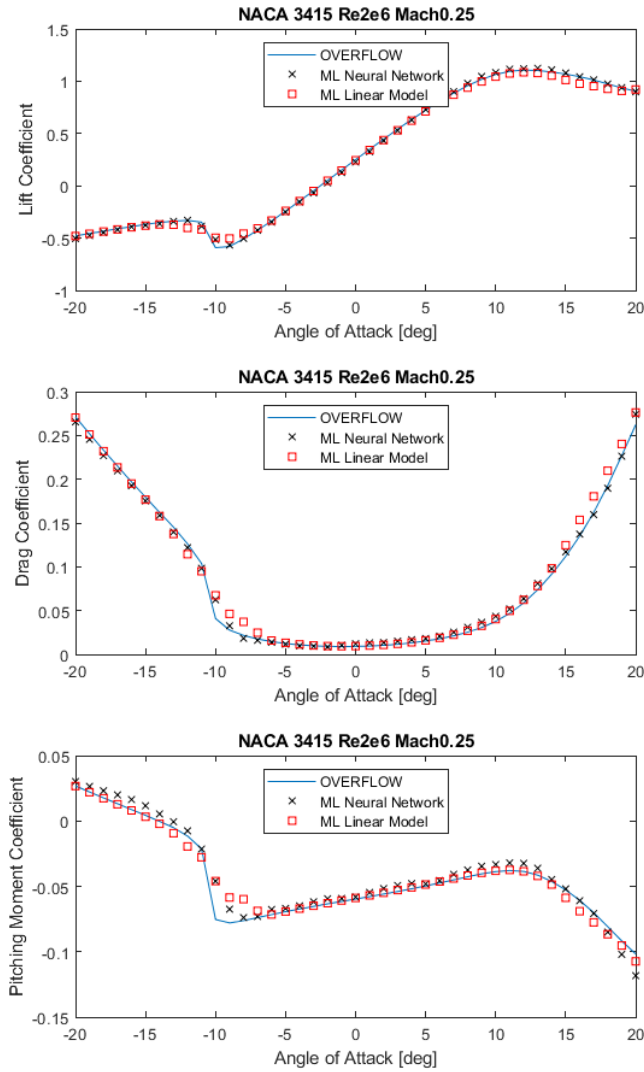 NACA 3415 Re2e6 Mach0.25
1.5
OVERFLOW
ML Neural Network
ML Linear Model
1
0.5
0
-0.5
-1
Lift Coefficient
-20 -15 -10 -5 0 5 10 15 20
Angle of Attack [deg]
NACA 3415 Re2e6 Mach0.25
0.3
OVERFLOW
ML Neural Network
ML Linear Model
0.25
0.2
0.15
0.1
0.05
0
Drag Coefficient
-20 -15 -10 -5 0 5 10 15 20
Angle of Attack [deg]
NACA 3415 Re2e6 Mach0.25
0.05
OVERFLOW
ML Neural Network
ML Linear Model
0
-0.05
-0.1
-0.15
Pitching Moment Coefficient
-20 -15 -10 -5 0 5 10 15 20
Angle of Attack [deg]